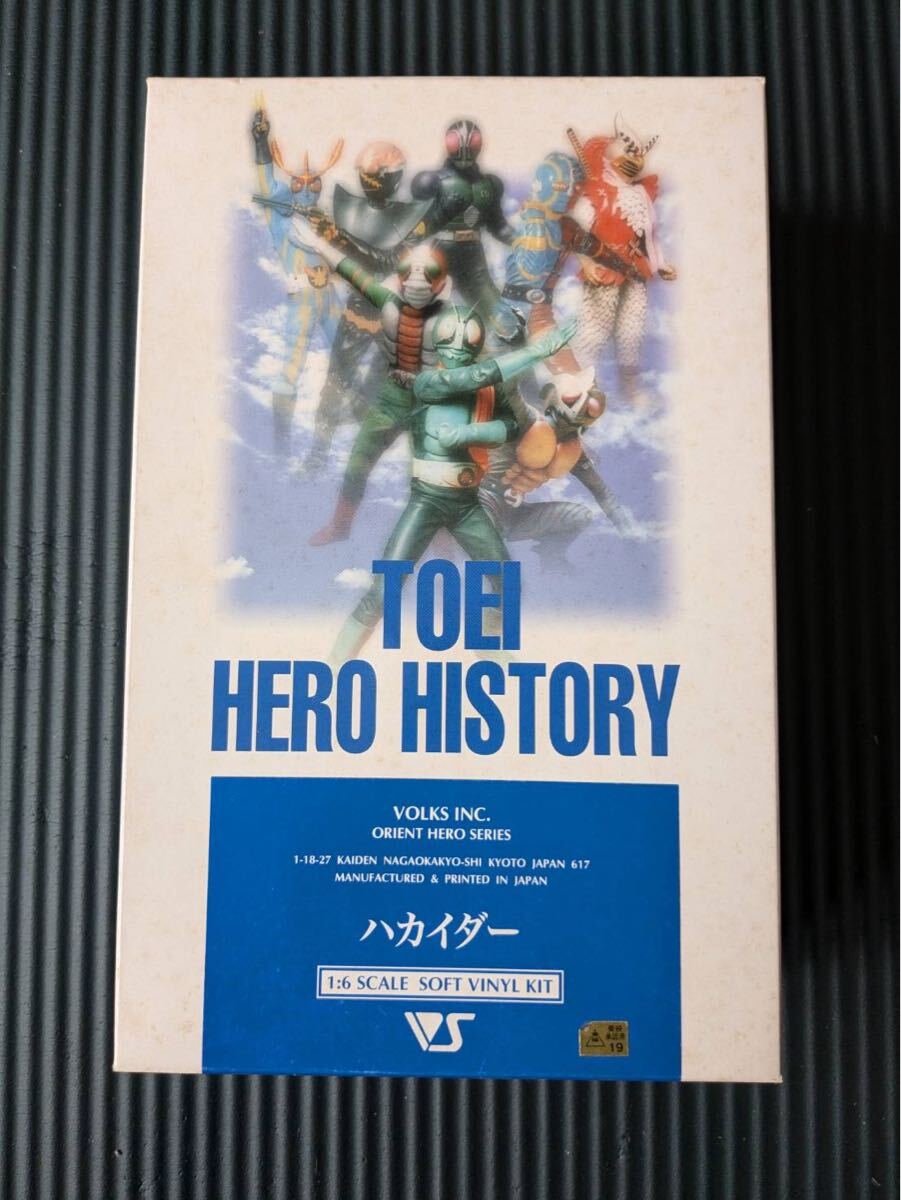 TOEI
HERO HISTORY
VOLKS INC.
ORIENT HERO SERIES
1-18-27 KAIDEN NAGAOKAKYO-SHI KYOTO JAPAN 617
MANUFACTURED & PRINTED IN JAPAN
ハカイダー
1:6 SCALE SOFT VINYL KIT
VS
19